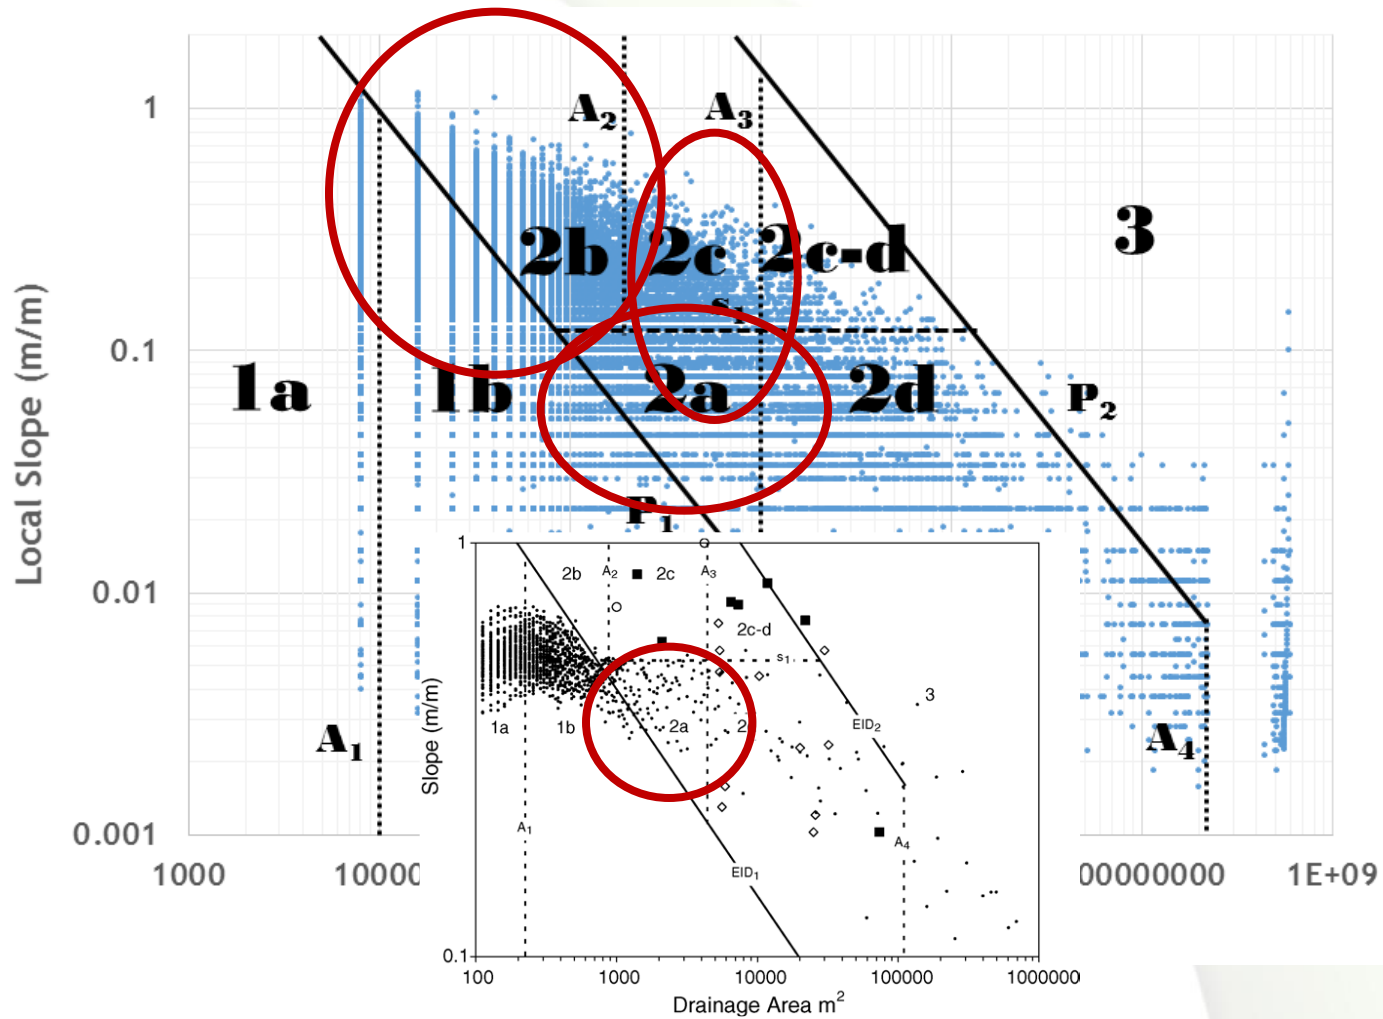 1
A2
A3
3
2b
2c
2c-d
s1
0.1
1a
1b
2a
2d
P2
P1
Local Slope (m/m)
0.01
A1
A4
0.001
1000
10000
00000000
1E+09
1
2b
A2
2c
A3
2c-d
s1
3
1a
1b
2a
2
EID2
Slope (m/m)
A1
A4
EID1
0.1
100
1000
10000
100000
1000000
Drainage Area m2